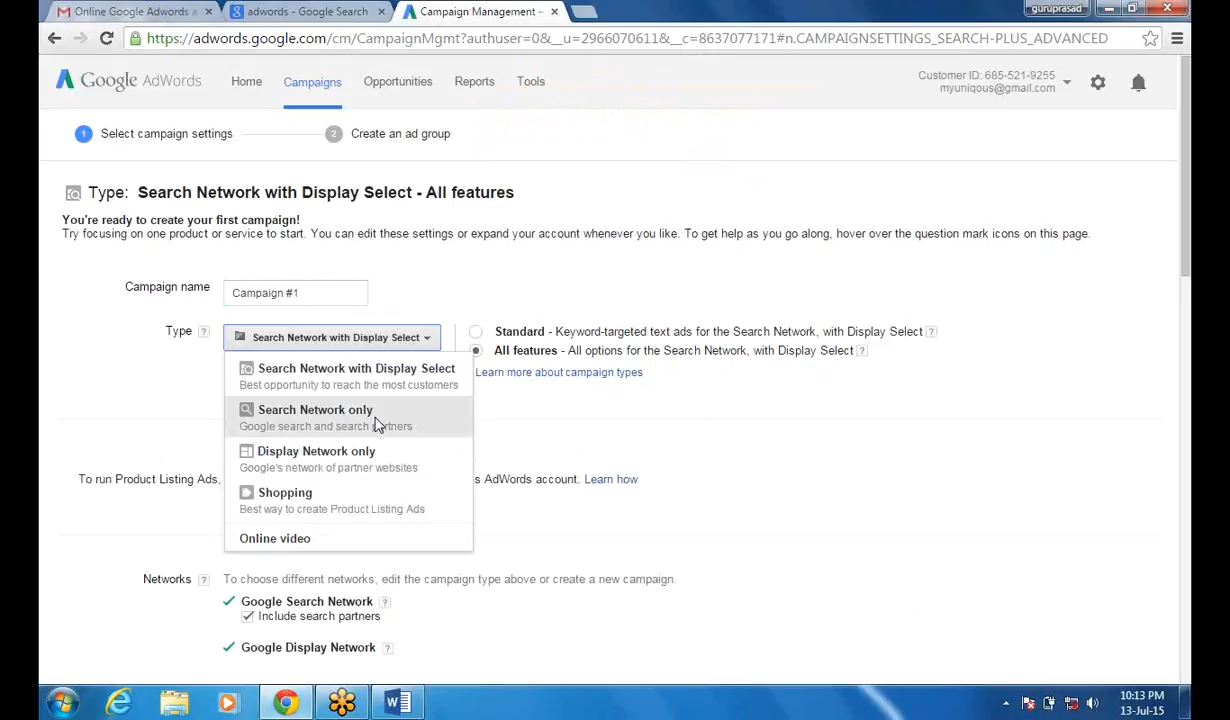 Online Google Adwords a
adwords - Google Search
Campaign Management -
guruprasad
https://adwords.google.com/cm/CampaignMgmt?authuser=0&__u=2966070611&__c=8637077171#n.CAMPAIGNSETTINGS_SEARCH-PLUS_ADVANCED
Google AdWords
Home
Campaigns
Opportunities
Reports
Tools
Customer ID: 685-521-9255
myuniqous@gmail.com
1 Select campaign settings
2 Create an ad group
Type: Search Network with Display Select - All features
You're ready to create your first campaign!
Try focusing on one product or service to start. You can edit these settings or expand your account whenever you like. To get help as you go along, hover over the question mark icons on this page.
Campaign name
Campaign #1
Type ?
Search Network with Display Select
Standard - Keyword-targeted text ads for the Search Network, with Display Select ?
All features - All options for the Search Network, with Display Select ?
Learn more about campaign types
Search Network with Display Select
Best opportunity to reach the most customers
Search Network only
Google search and search partners
Display Network only
Google's network of partner websites
Shopping
Best way to create Product Listing Ads
Online video
To run Product Listing Ads,
s AdWords account. Learn how
Networks ?
To choose different networks, edit the campaign type above or create a new campaign.
Google Search Network ?
Include search partners
Google Display Network ?
10:13 PM
13-Jul-15